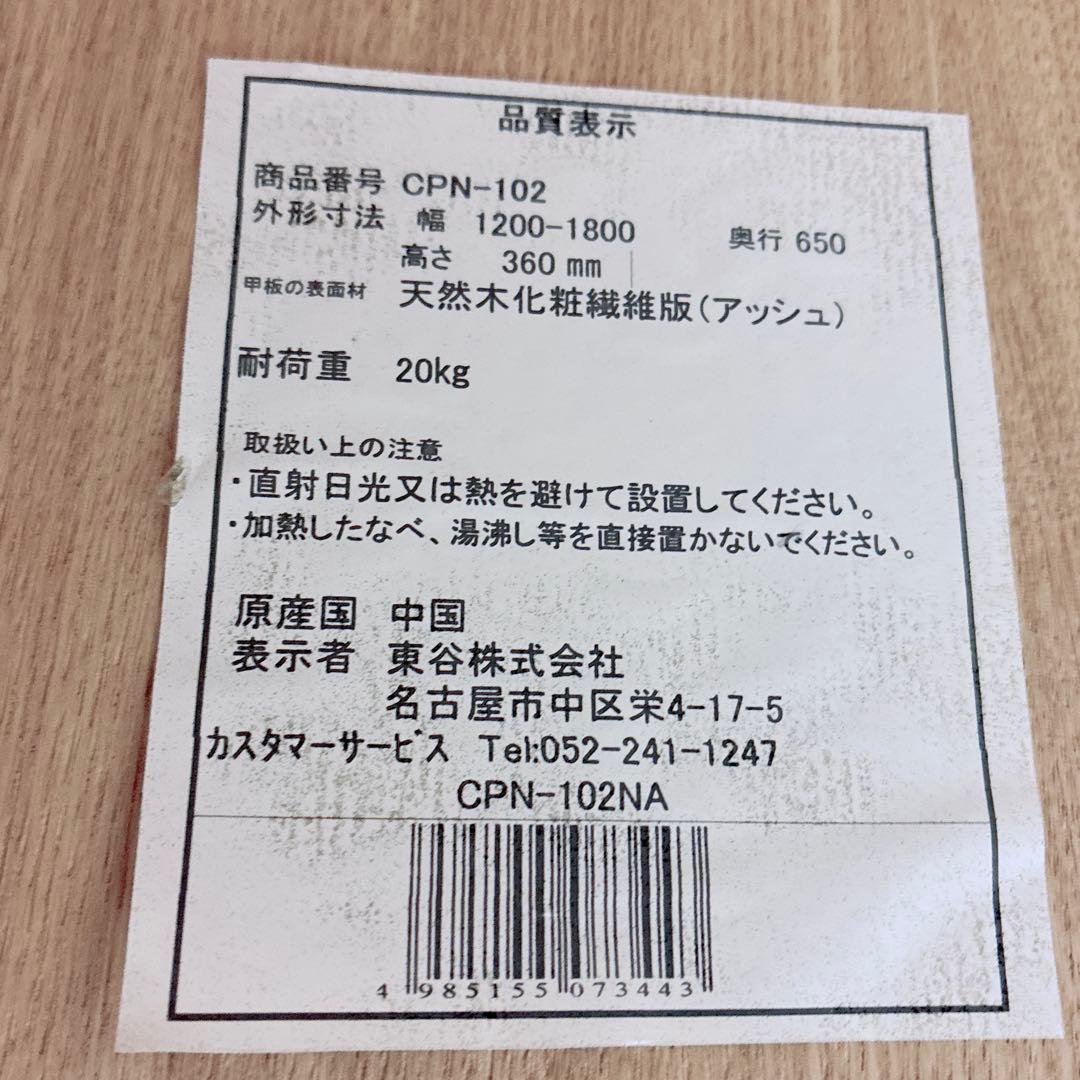 品質表示
商品番号 CPN-102
外形寸法 幅 1200-1800 奥行 650
高さ 360 mm
甲板の表面材 天然木化粧繊維版(アッシュ)
耐荷重 20kg
取扱い上の注意
・直射日光又は熱を避けて設置してください。
・加熱したなべ、湯沸し等を直接置かないでください。
原産国 中国
表示者 東谷株式会社
名古屋市中区栄4-17-5
カスタマーサービス Tel:052-241-1247
CPN-102NA
4 985155 073443